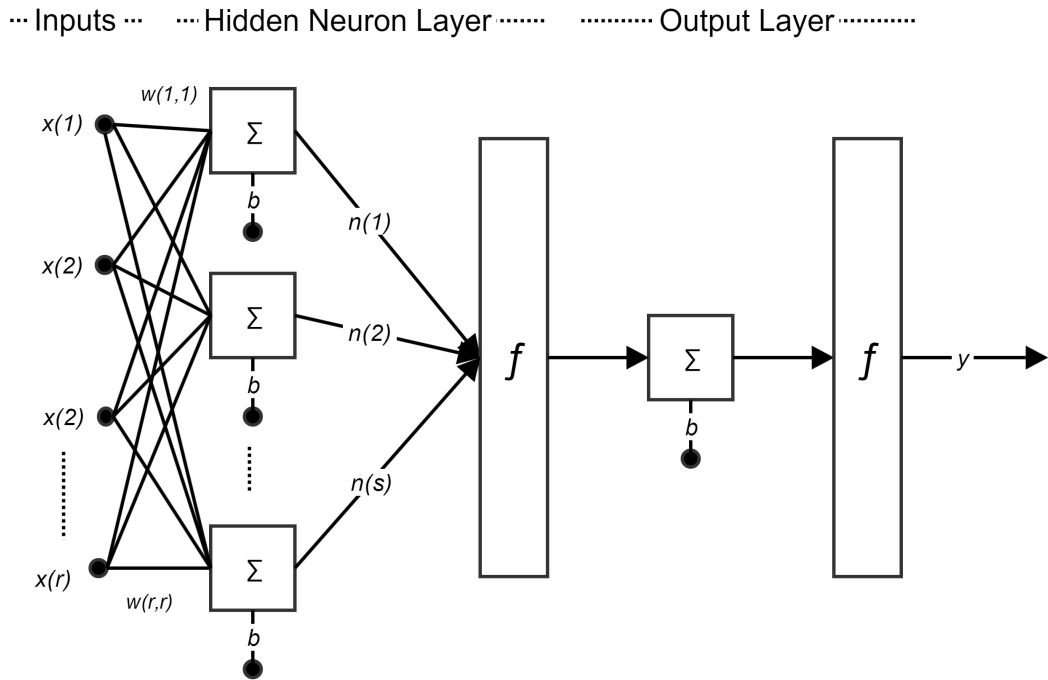 Inputs
Hidden Neuron Layer
Output Layer
w(1,1)
x(1)
Σ
b
n(1)
x(2)
Σ
n(2)
b
f
Σ
f
y
x(2)
b
n(s)
x(r)
Σ
w(r,r)
b